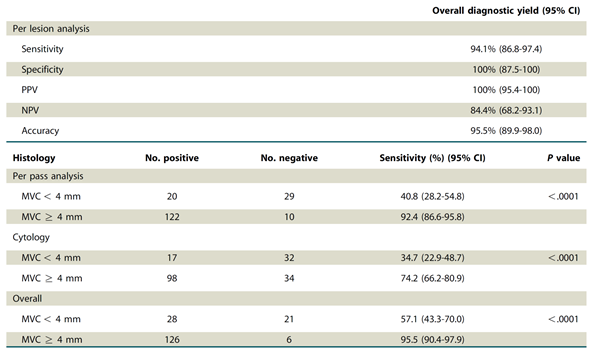 Overall diagnostic yield (95% CI)
Per lesion analysis
Sensitivity 94.1% (86.8-97.4)
Specificity 100% (87.5-100)
PPV 100% (95.4-100)
NPV 84.4% (68.2-93.1)
Accuracy 95.5% (89.9-98.0)
Histology No. positive No. negative Sensitivity (%) (95% CI) P value
Per pass analysis
MVC < 4 mm 20 29 40.8 (28.2-54.8) <.0001
MVC ≥ 4 mm 122 10 92.4 (86.6-95.8)
Cytology
MVC < 4 mm 17 32 34.7 (22.9-48.7) <.0001
MVC ≥ 4 mm 98 34 74.2 (66.2-80.9)
Overall
MVC < 4 mm 28 21 57.1 (43.3-70.0) <.0001
MVC ≥ 4 mm 126 6 95.5 (90.4-97.9)